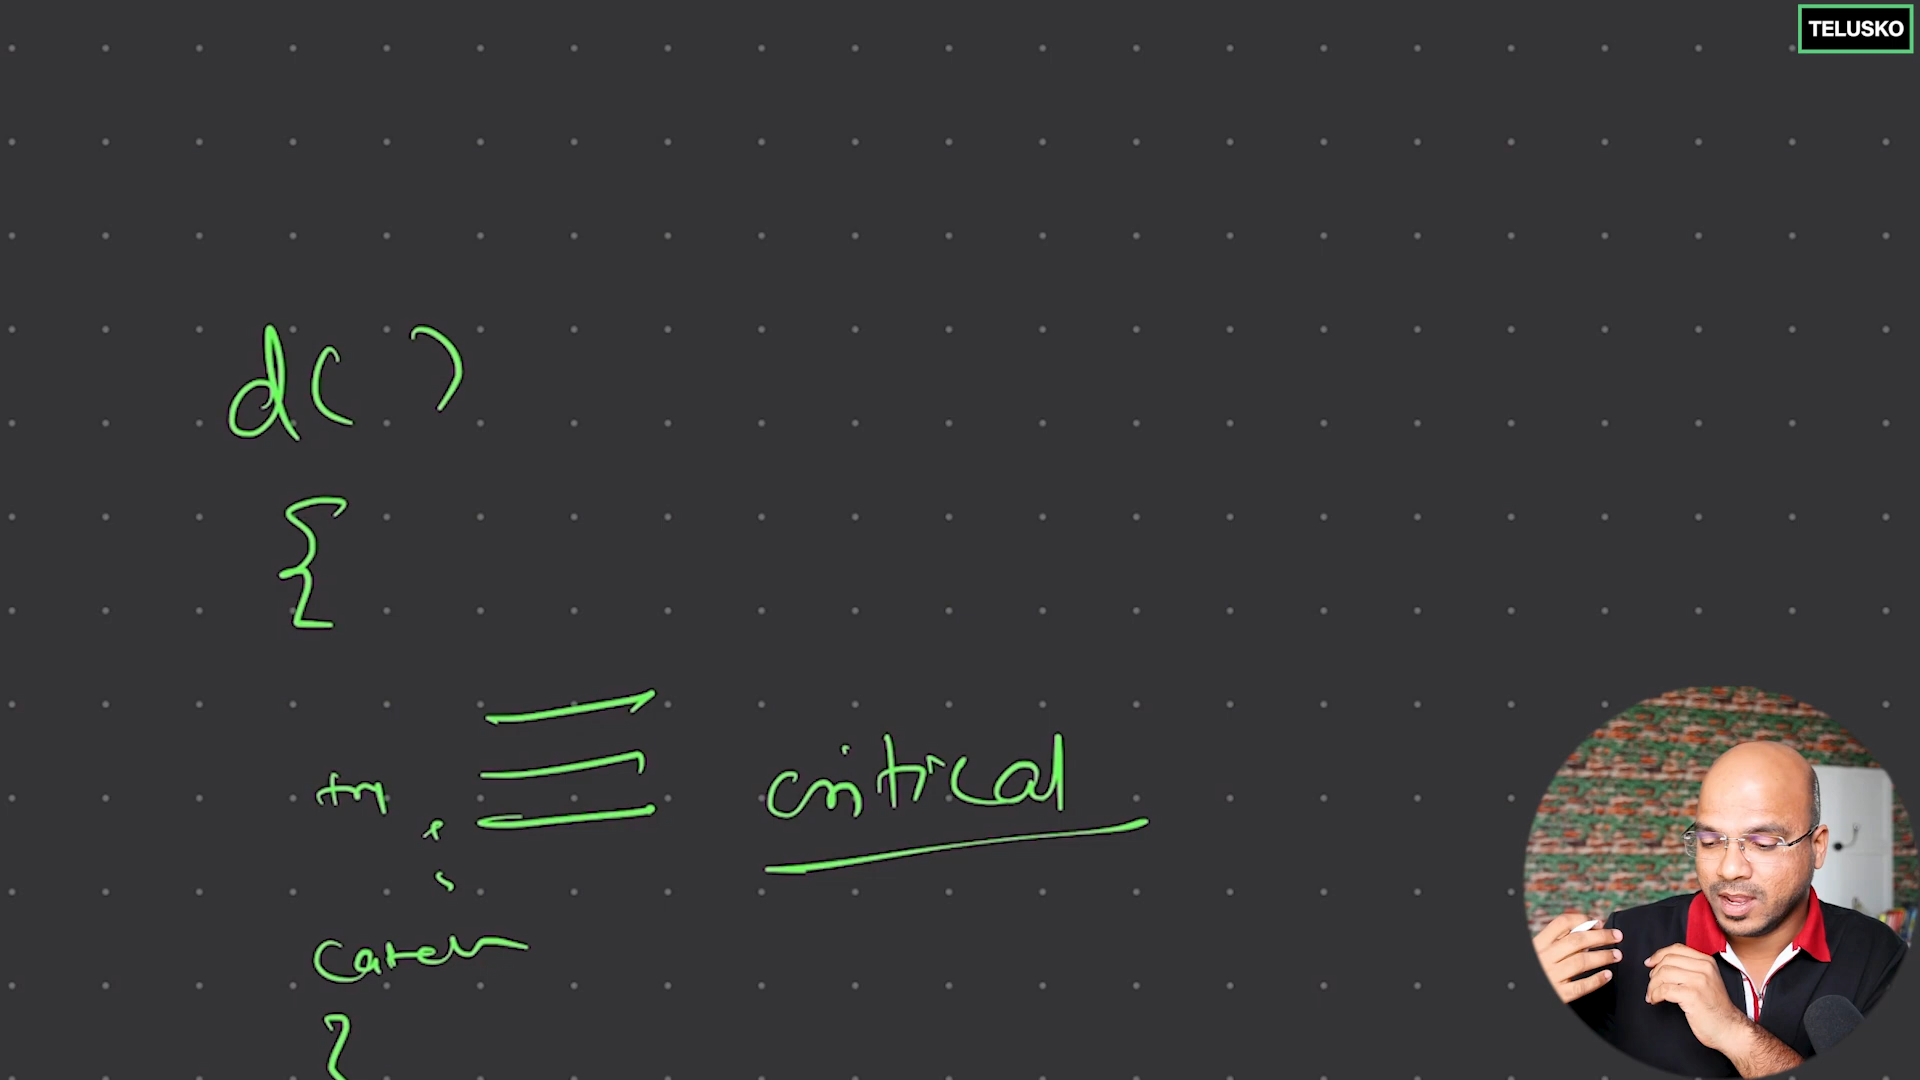 TELUSKO
d( )
{
try
critical
catch
{